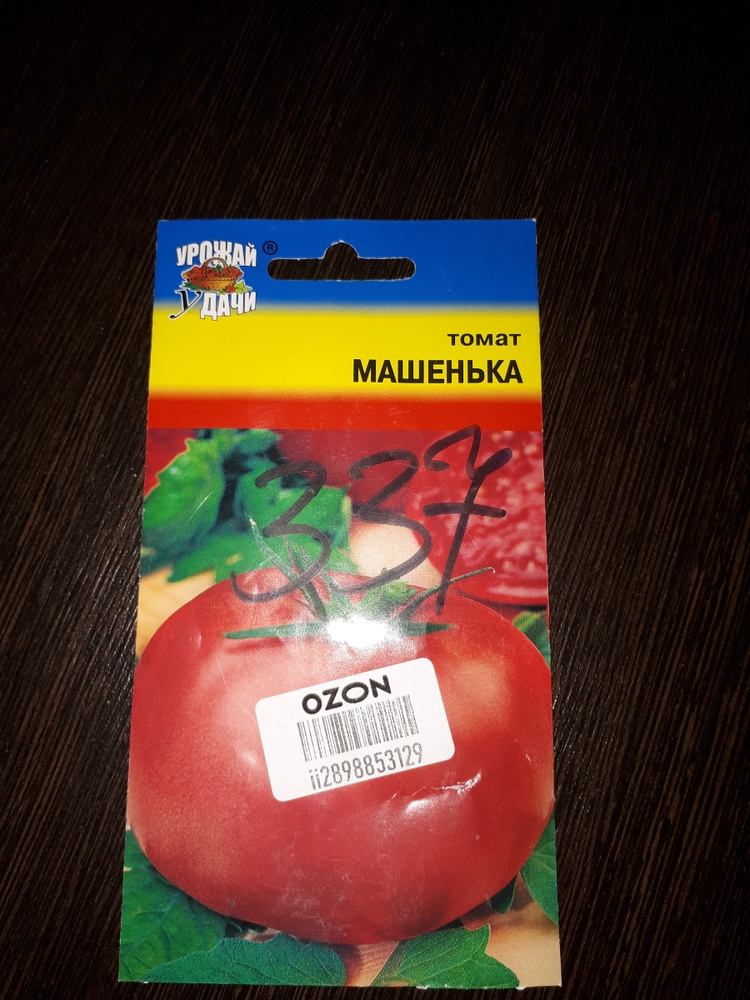 УРОЖАЙ ®
УДАЧИ
томат
МАШЕНЬКА
337
OZON
ii2898853129